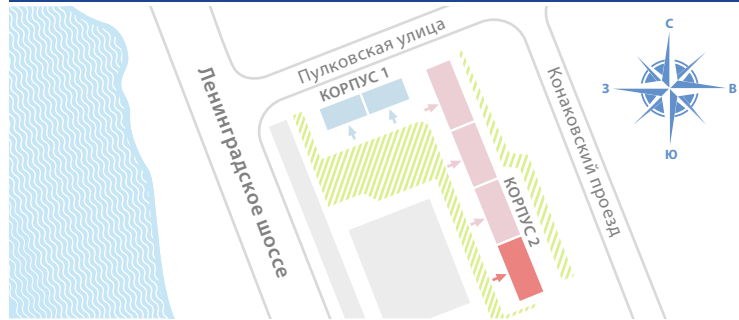 Пулковская улица
С
З
В
Ю
КОРПУС 1
Ленинградское шоссе
Конаковский проезд
КОРПУС 2